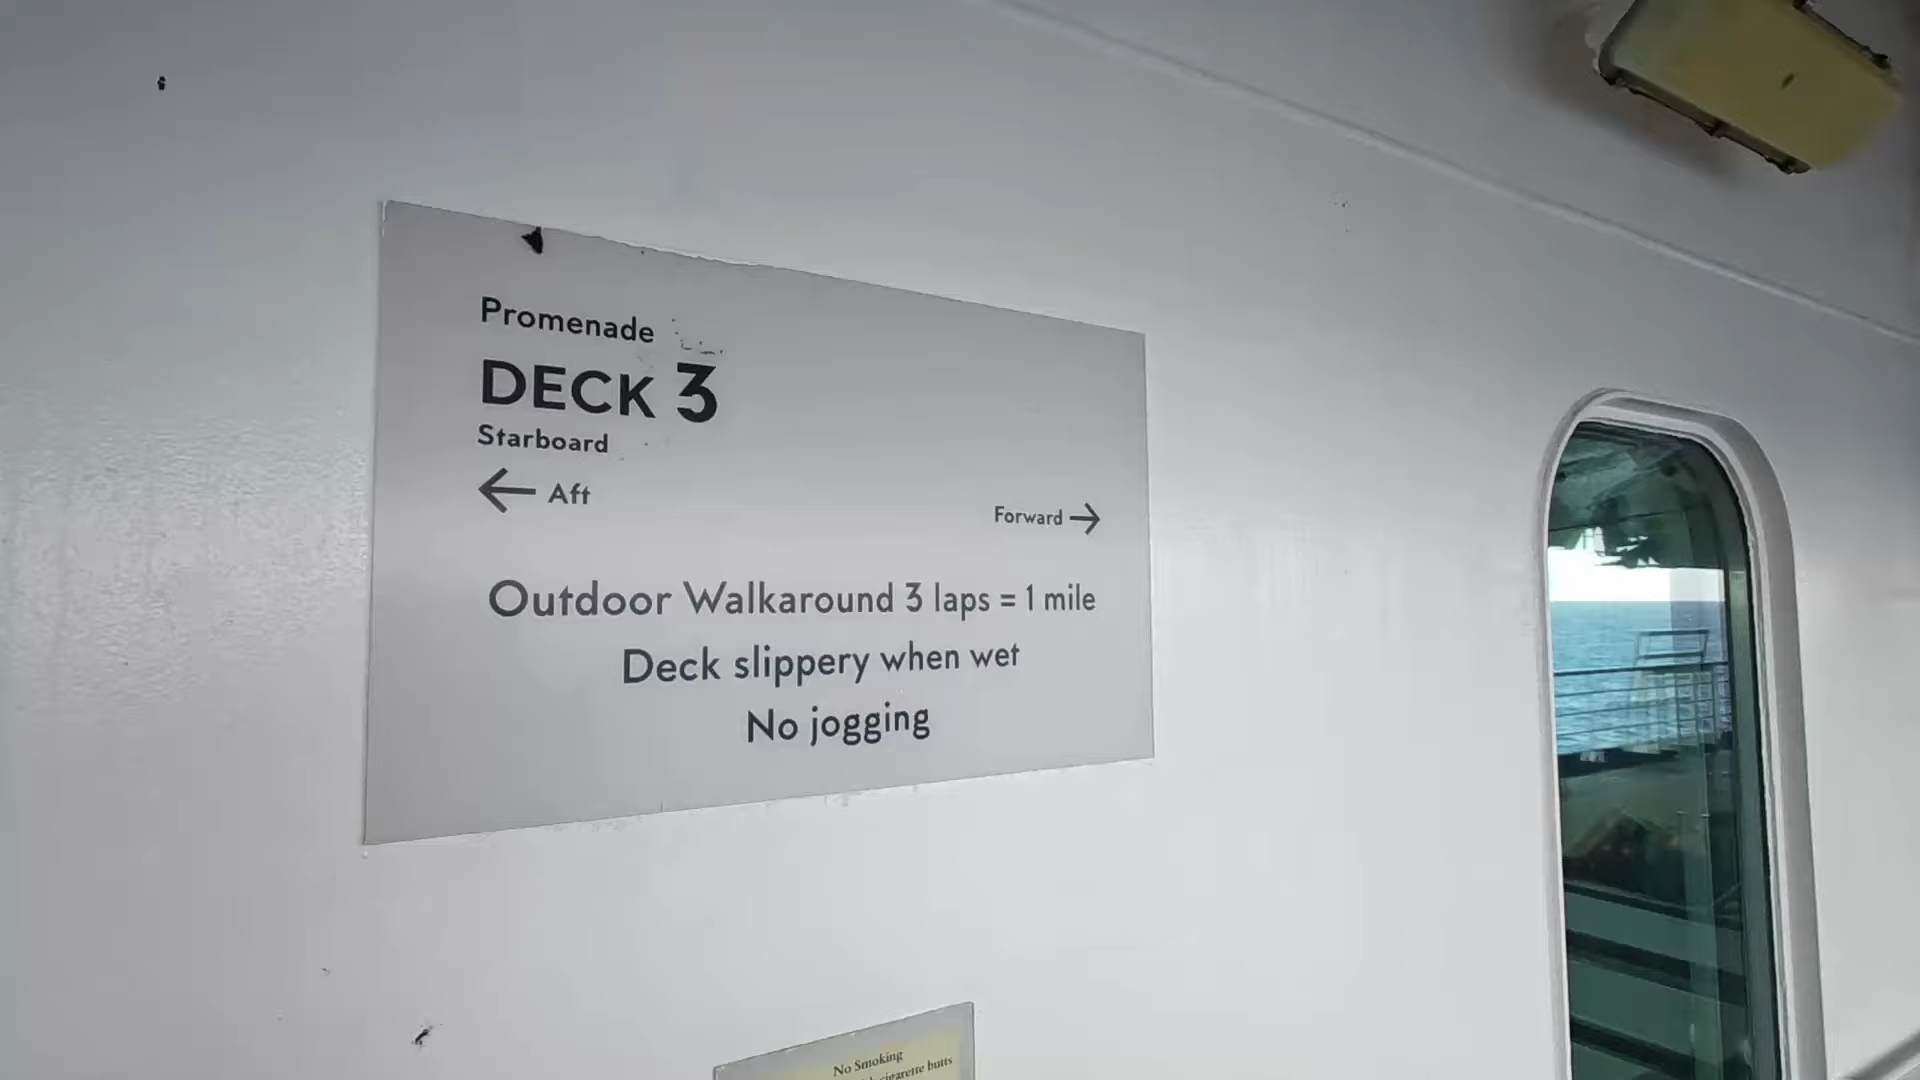 Promenade
DECK 3
Starboard
← Aft
Forward →
Outdoor Walkaround 3 laps = 1 mile
Deck slippery when wet
No jogging
No Smoking
cigarette butts